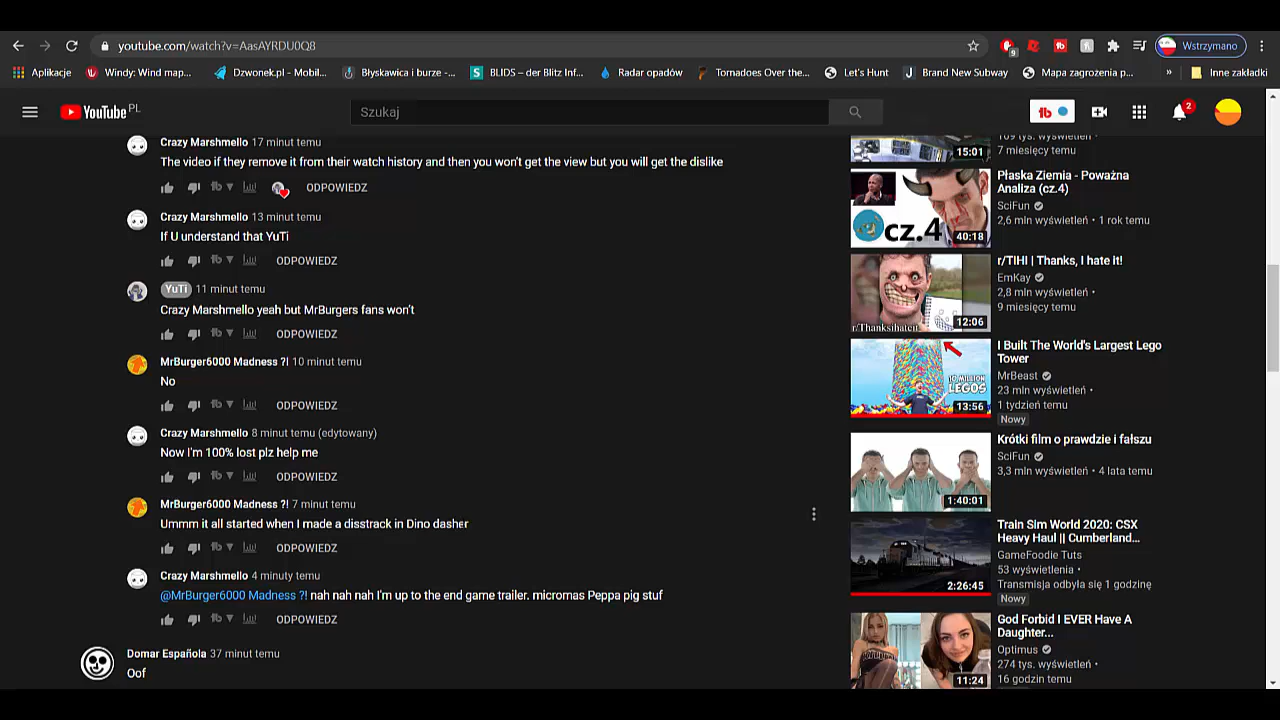 youtube.com/watch?v=AasAYRDU0Q8
9
Wstrzymano
Aplikacje
Windy: Wind map...
Dzwonek.pl - Mobil...
Błyskawica i burze -...
BLIDS – der Blitz Inf...
Radar opadów
Tornadoes Over the...
Let's Hunt
Brand New Subway
Mapa zagrożenia p...
»
Inne zakładki
YouTube PL
Szukaj
2
Crazy Marshmello 17 minut temu
The video if they remove it from their watch history and then you won't get the view but you will get the dislike
ODPOWIEDZ
Crazy Marshmello 13 minut temu
If U understand that YuTi
ODPOWIEDZ
YuTi 11 minut temu
Crazy Marshmello yeah but MrBurgers fans won't
ODPOWIEDZ
MrBurger6000 Madness ?! 10 minut temu
No
ODPOWIEDZ
Crazy Marshmello 8 minut temu (edytowany)
Now I'm 100% lost plz help me
ODPOWIEDZ
MrBurger6000 Madness ?! 7 minut temu
Ummm it all started when I made a disstrack in Dino dasher
ODPOWIEDZ
Crazy Marshmello 4 minuty temu
@MrBurger6000 Madness ?! nah nah nah I'm up to the end game trailer. micromas Peppa pig stuf
ODPOWIEDZ
Domar Española 37 minut temu
Oof
15:01
109 tys. wyświetleń •
7 miesięcy temu
cz.4
40:18
Płaska Ziemia - Poważna
Analiza (cz.4)
SciFun
2,6 mln wyświetleń • 1 rok temu
r/Thanksihateit
12:06
r/TIHI | Thanks, I hate it!
EmKay
2,8 mln wyświetleń •
9 miesięcy temu
10 MILLION
LEGOS
13:56
I Built The World's Largest Lego
Tower
MrBeast
23 mln wyświetleń •
1 tydzień temu
Nowy
1:40:01
Krótki film o prawdzie i fałszu
SciFun
3,3 mln wyświetleń • 4 lata temu
2:26:45
Train Sim World 2020: CSX
Heavy Haul || Cumberland...
GameFoodie Tuts
53 wyświetlenia •
Transmisja odbyła się 1 godzinę
Nowy
11:24
God Forbid I EVER Have A
Daughter...
Optimus
274 tys. wyświetleń •
16 godzin temu